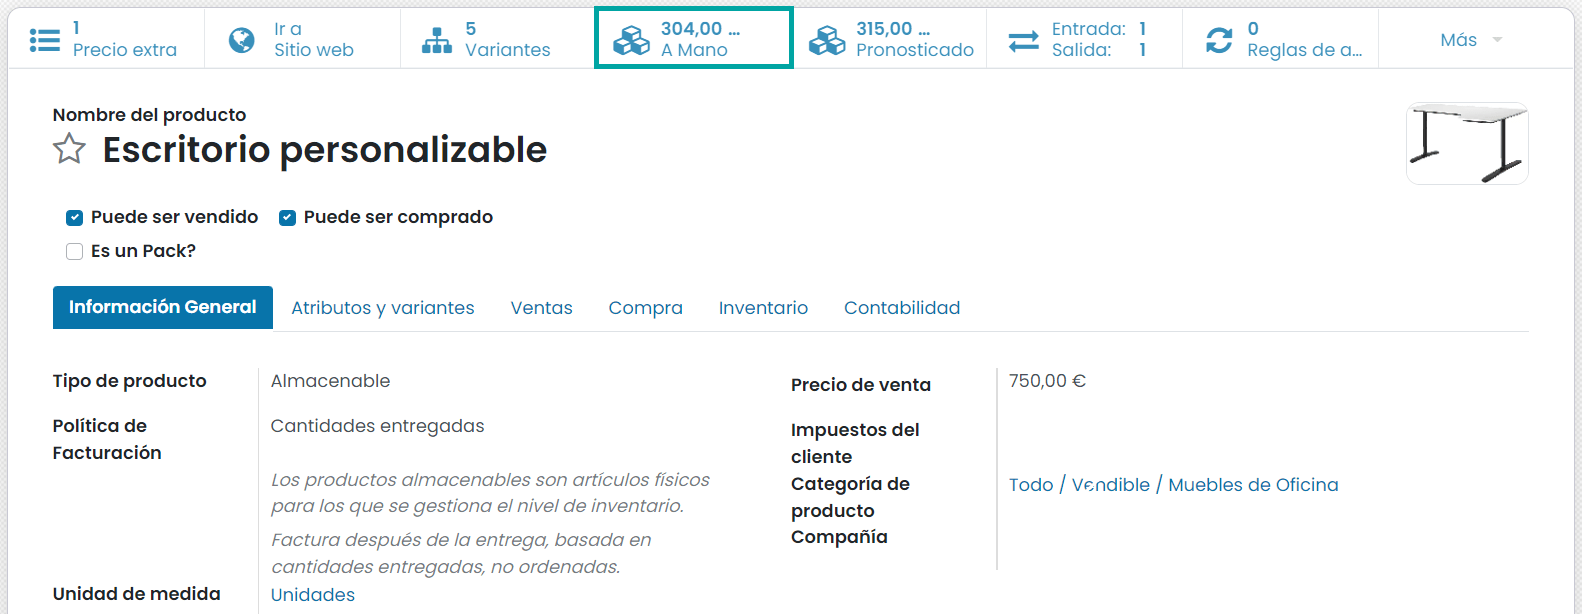 1
Precio extra
Ir a
Sitio web
5
Variantes
304,00 ...
A Mano
315,00 ...
Pronosticado
Entrada: 1
Salida: 1
0
Reglas de a...
Más
Nombre del producto
Escritorio personalizable
Puede ser vendido Puede ser comprado
Es un Pack?
Información General Atributos y variantes Ventas Compra Inventario Contabilidad
Tipo de producto Almacenable
Política de
Facturación Cantidades entregadas
Los productos almacenables son artículos físicos
para los que se gestiona el nivel de inventario.
Factura después de la entrega, basada en
cantidades entregadas, no ordenadas.
Unidad de medida Unidades
Precio de venta 750,00 €
Impuestos del
cliente
Categoría de
producto Todo / Vendible / Muebles de Oficina
Compañía